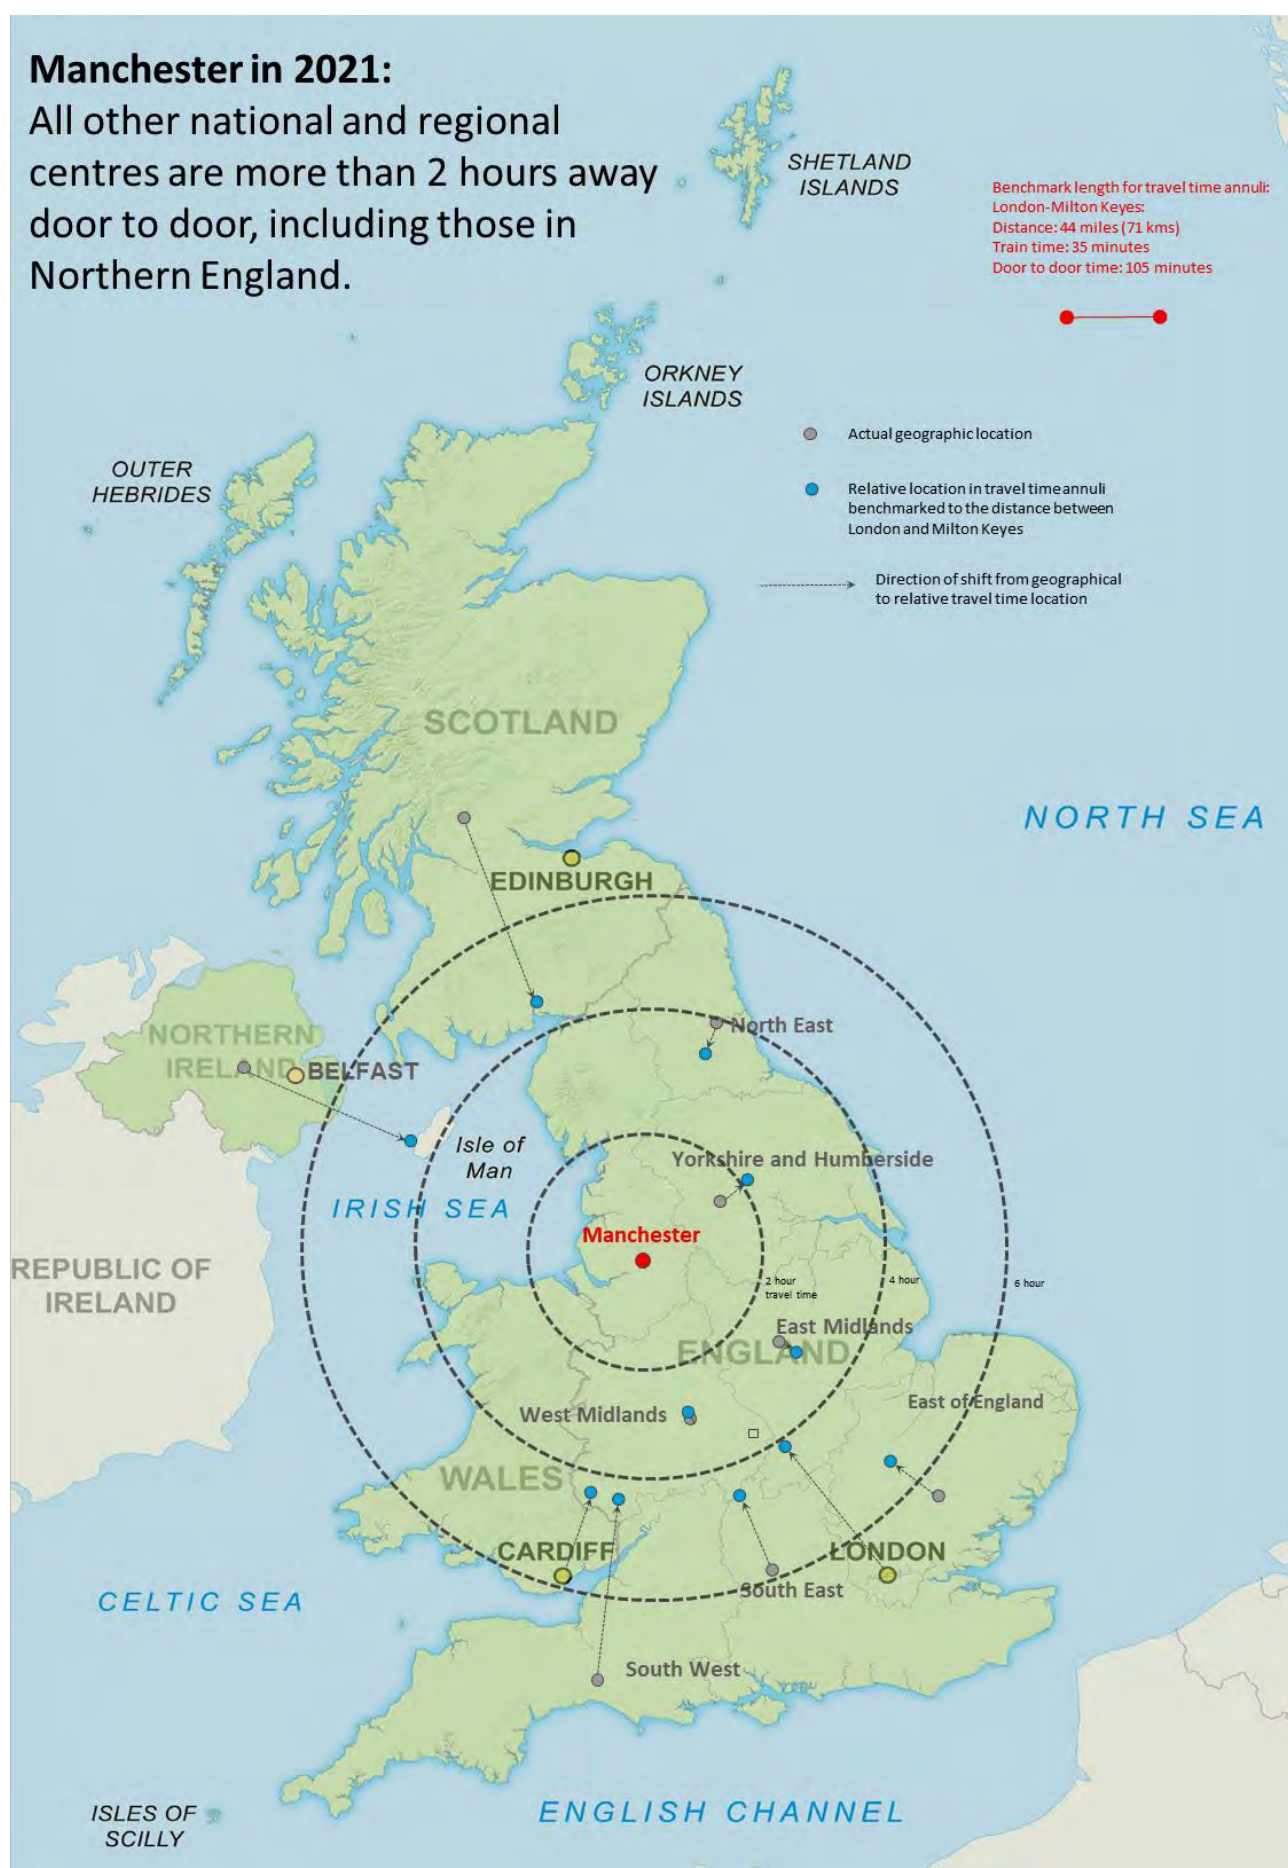 Manchester in 2021:
All other national and regional
centres are more than 2 hours away
door to door, including those in
Northern England.
SHETLAND
ISLANDS
Benchmark length for travel time annuli:
London-Milton Keyes:
Distance: 44 miles (71 kms)
Train time: 35 minutes
Door to door time: 105 minutes
ORKNEY
ISLANDS
Actual geographic location
OUTER
HEBRIDES
Relative location in travel time annuli
benchmarked to the distance between
London and Milton Keyes
Direction of shift from geographical
to relative travel time location
SCOTLAND
NORTH SEA
EDINBURGH
North East
NORTHERN
IRELAND
BELFAST
Isle of
Man
Yorkshire and Humberside
IRISH SEA
Manchester
REPUBLIC OF
IRELAND
2 hour
travel time
4 hour
6 hour
East Midlands
ENGLAND
East of England
West Midlands
WALES
CARDIFF
LONDON
South East
CELTIC SEA
South West
ISLES OF
SCILLY
ENGLISH CHANNEL